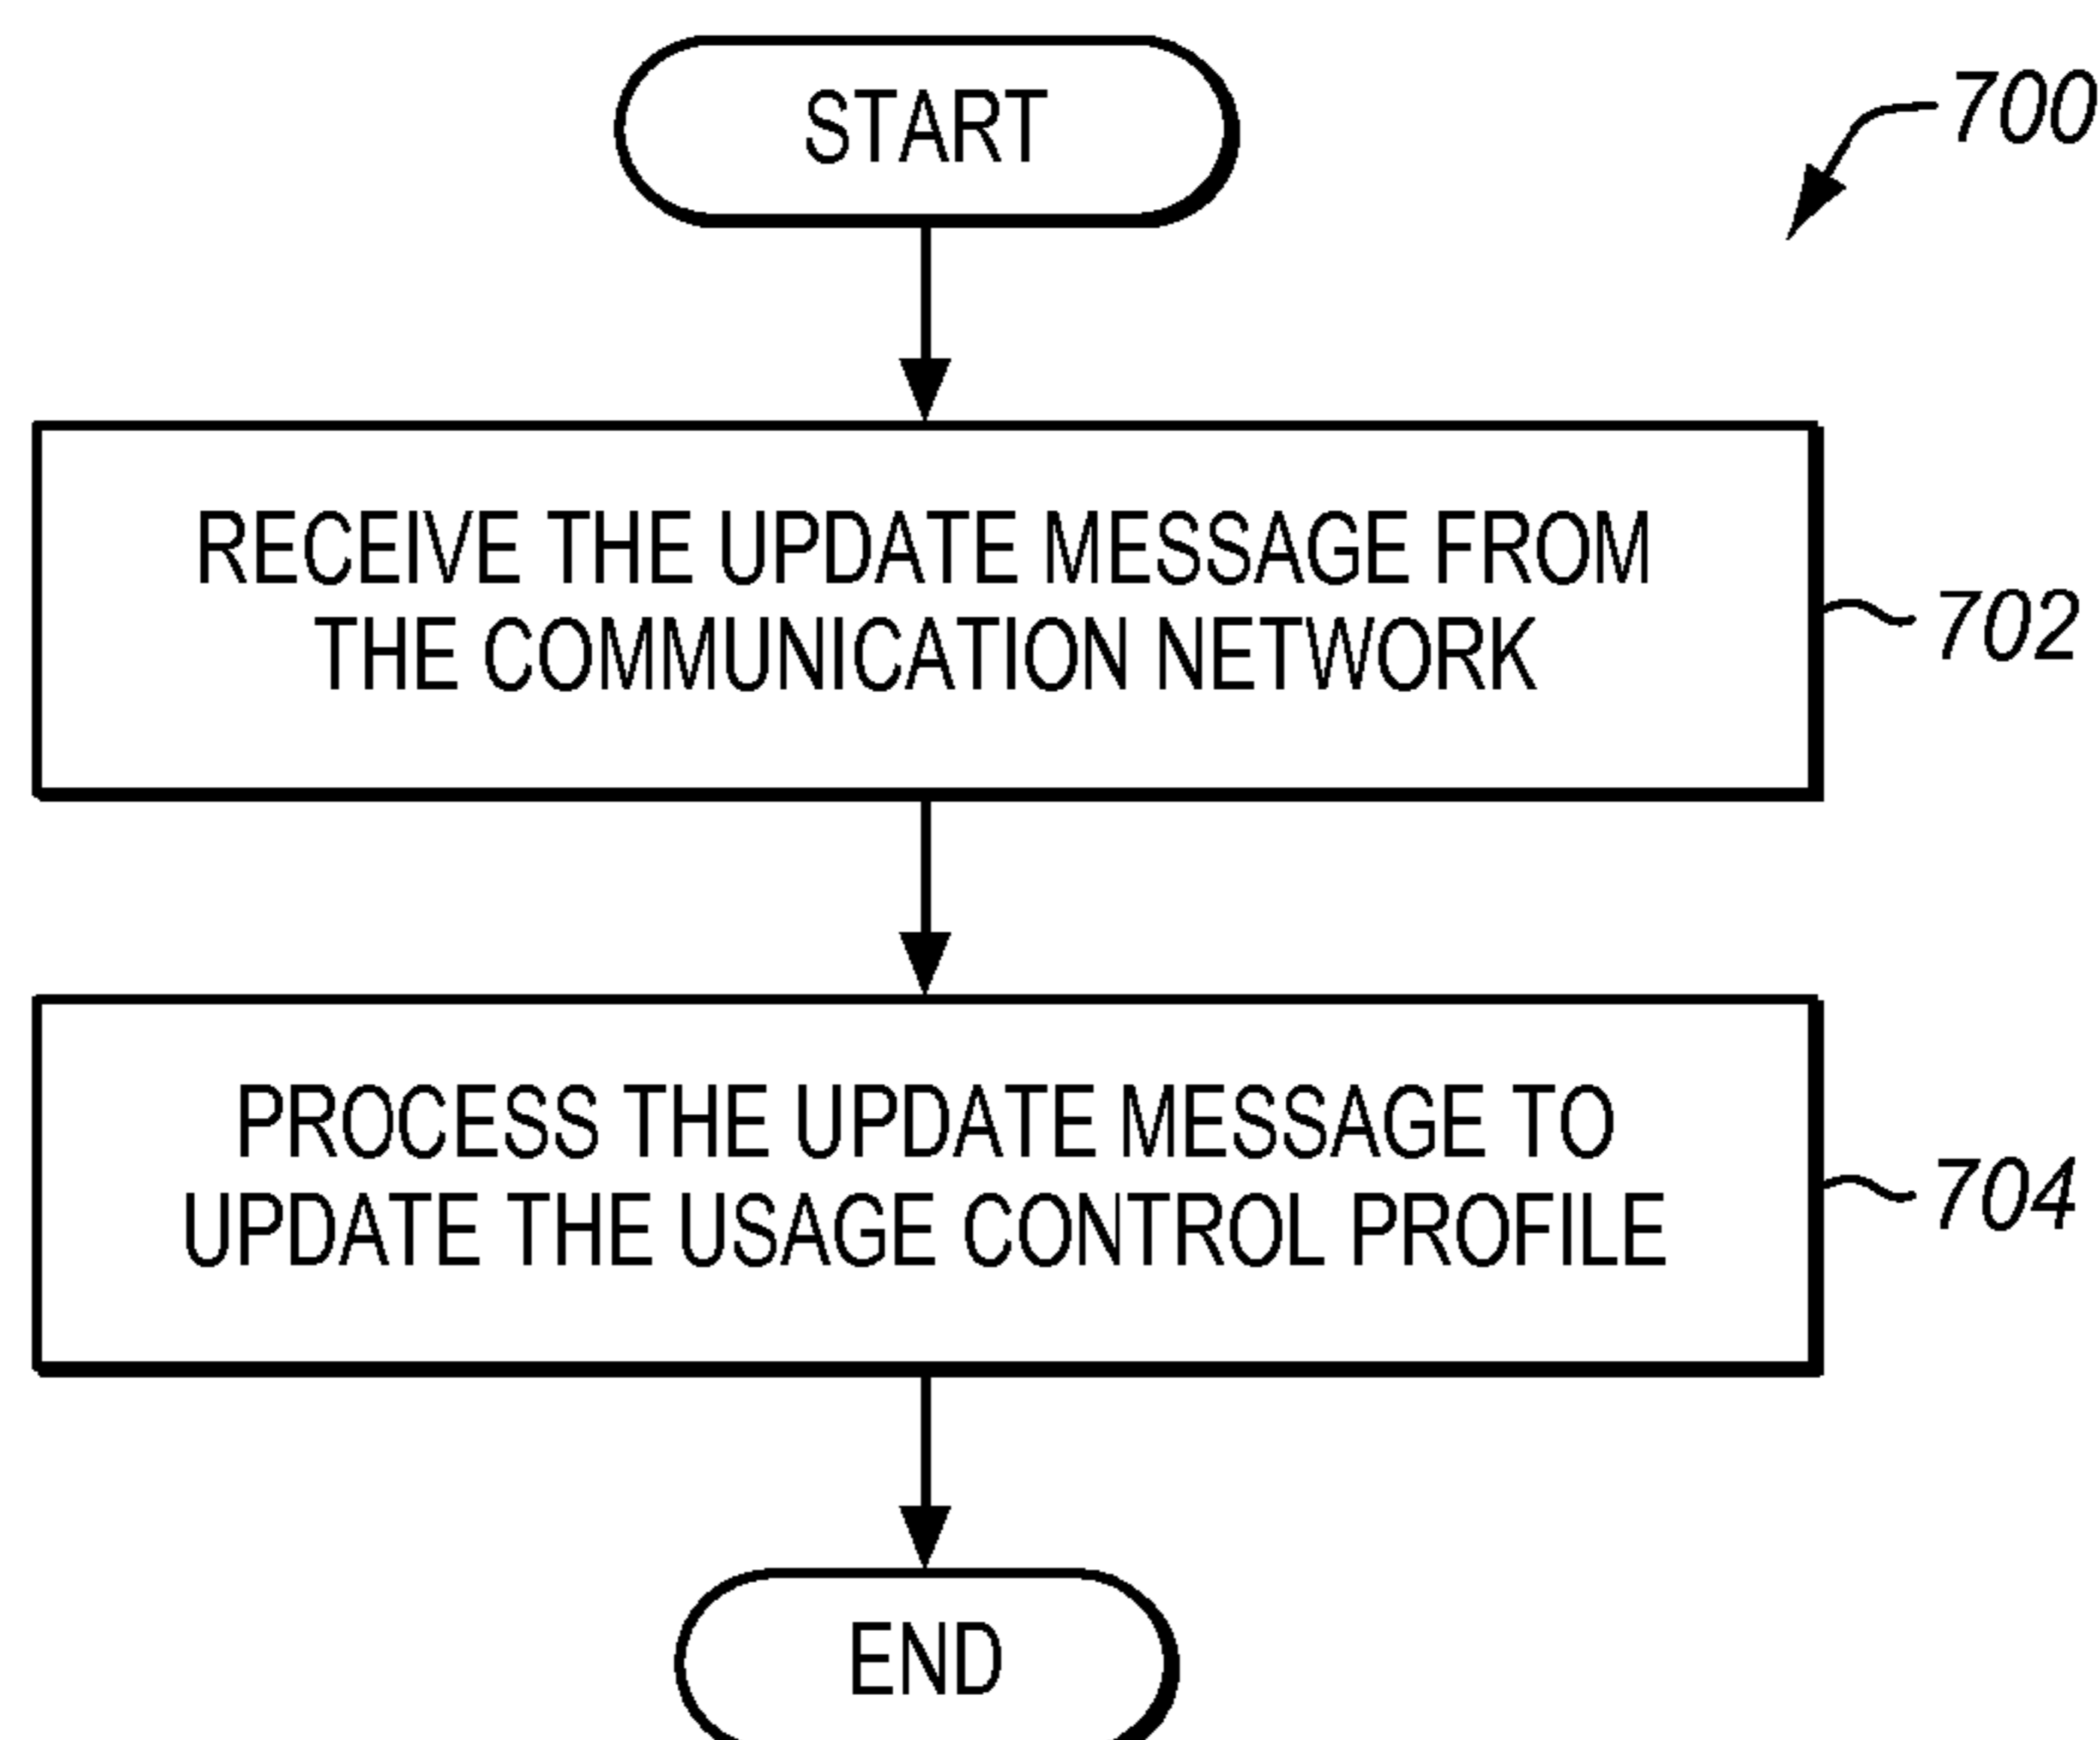 START
700
RECEIVE THE UPDATE MESSAGE FROM
THE COMMUNICATION NETWORK
702
PROCESS THE UPDATE MESSAGE TO
UPDATE THE USAGE CONTROL PROFILE
704
END